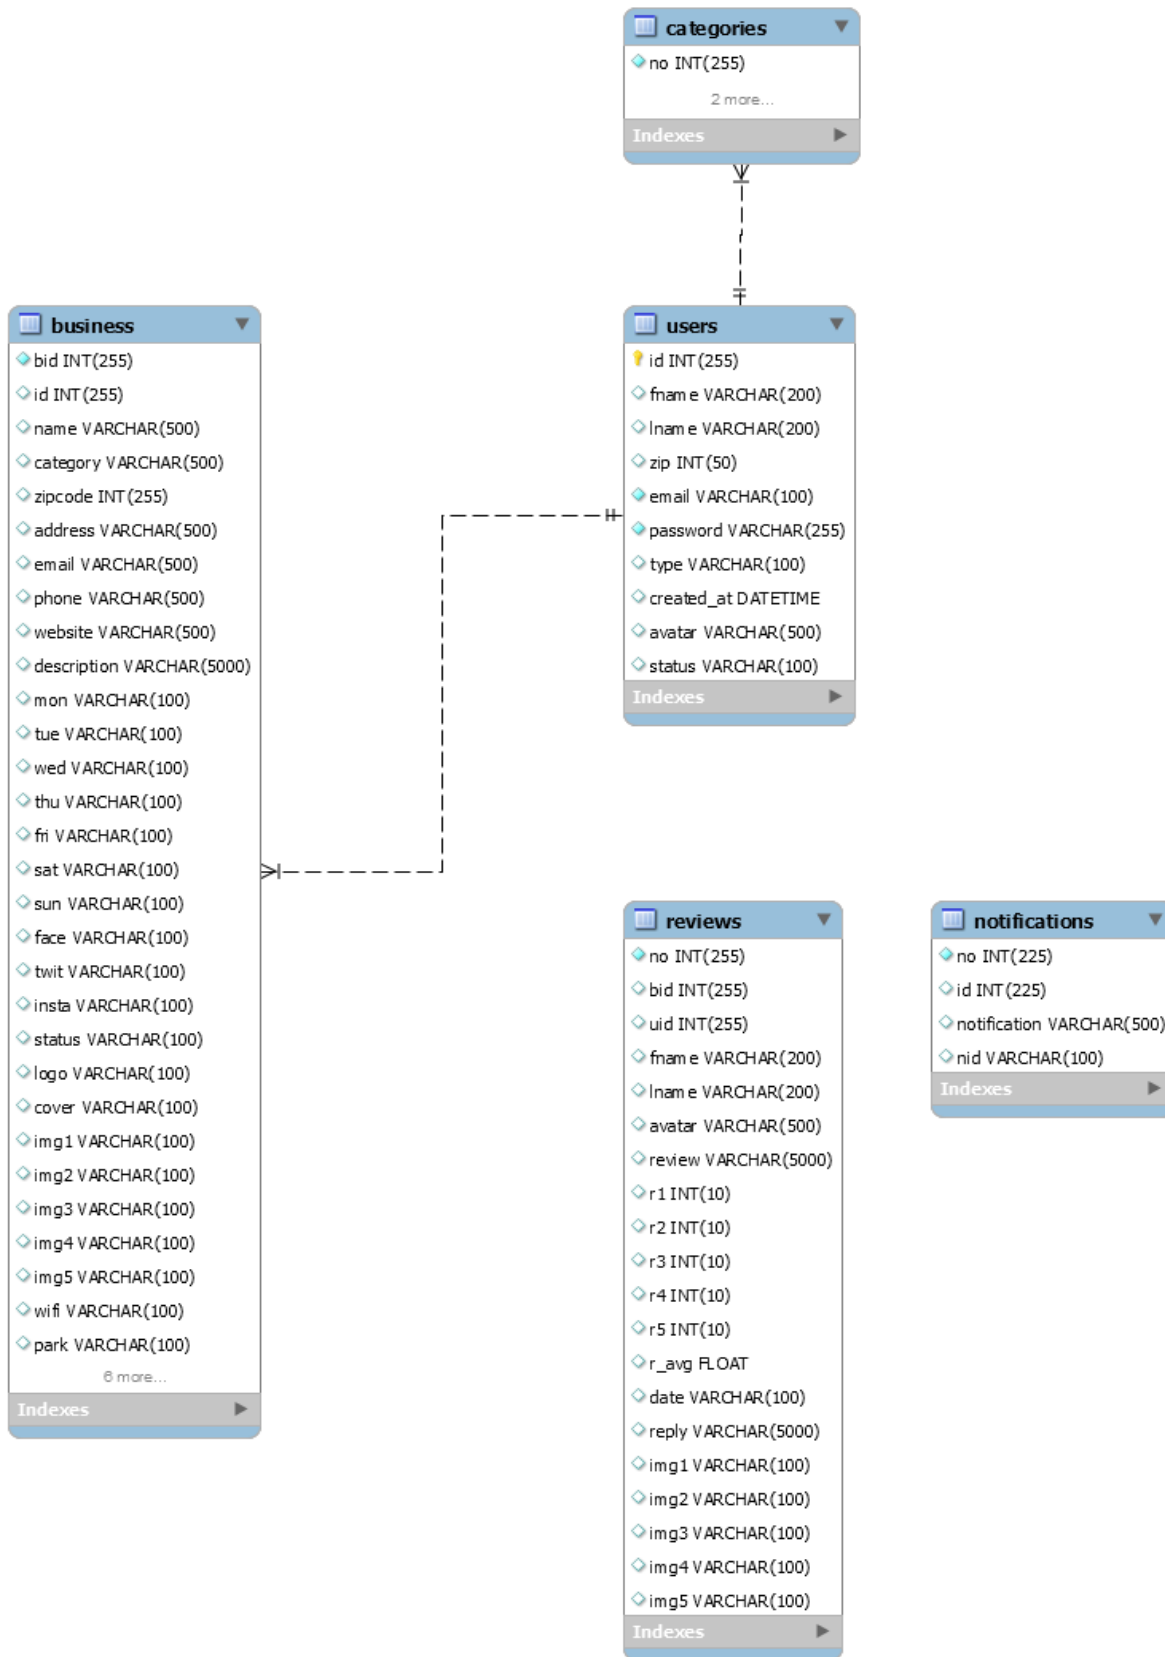 categories
no INT(255)
2 more...
Indexes
business
bid INT(255)
id INT(255)
name VARCHAR(500)
category VARCHAR(500)
zipcode INT(255)
address VARCHAR(500)
email VARCHAR(500)
phone VARCHAR(500)
website VARCHAR(500)
description VARCHAR(5000)
mon VARCHAR(100)
tue VARCHAR(100)
wed VARCHAR(100)
thu VARCHAR(100)
fri VARCHAR(100)
sat VARCHAR(100)
sun VARCHAR(100)
face VARCHAR(100)
twit VARCHAR(100)
insta VARCHAR(100)
status VARCHAR(100)
logo VARCHAR(100)
cover VARCHAR(100)
img1 VARCHAR(100)
img2 VARCHAR(100)
img3 VARCHAR(100)
img4 VARCHAR(100)
img5 VARCHAR(100)
wifi VARCHAR(100)
park VARCHAR(100)
6 more...
Indexes
users
id INT(255)
fname VARCHAR(200)
lname VARCHAR(200)
zip INT(50)
email VARCHAR(100)
password VARCHAR(255)
type VARCHAR(100)
created_at DATETIME
avatar VARCHAR(500)
status VARCHAR(100)
Indexes
reviews
no INT(255)
bid INT(255)
uid INT(255)
fname VARCHAR(200)
lname VARCHAR(200)
avatar VARCHAR(500)
review VARCHAR(5000)
r1 INT(10)
r2 INT(10)
r3 INT(10)
r4 INT(10)
r5 INT(10)
r_avg FLOAT
date VARCHAR(100)
reply VARCHAR(5000)
img1 VARCHAR(100)
img2 VARCHAR(100)
img3 VARCHAR(100)
img4 VARCHAR(100)
img5 VARCHAR(100)
Indexes
notifications
no INT(225)
id INT(225)
notification VARCHAR(500)
nid VARCHAR(100)
Indexes